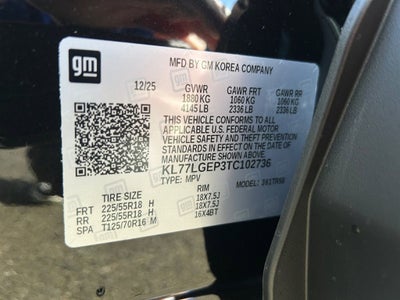 gm
MFD BY GM KOREA COMPANY
12/25 GVWR GAWR FRT GAWR RR
1880 KG 1060 KG 1060 KG
4145 LB 2336 LB 2336 LB
THIS VEHICLE CONFORMS TO ALL
APPLICABLE U.S. FEDERAL MOTOR
VEHICLE SAFETY AND THEFT PREVENTION
STANDARDS IN EFFECT ON THE DATE
OF MANUFACTURE SHOWN ABOVE.
KL77LGEP3TC102736
TYPE: MPV MODEL:
TIRE SIZE RIM
FRT 225/55R18 H 18X7.5J
RR 225/55R18 H 18X7.5J
SPA T125/70R16 M 16X4BT